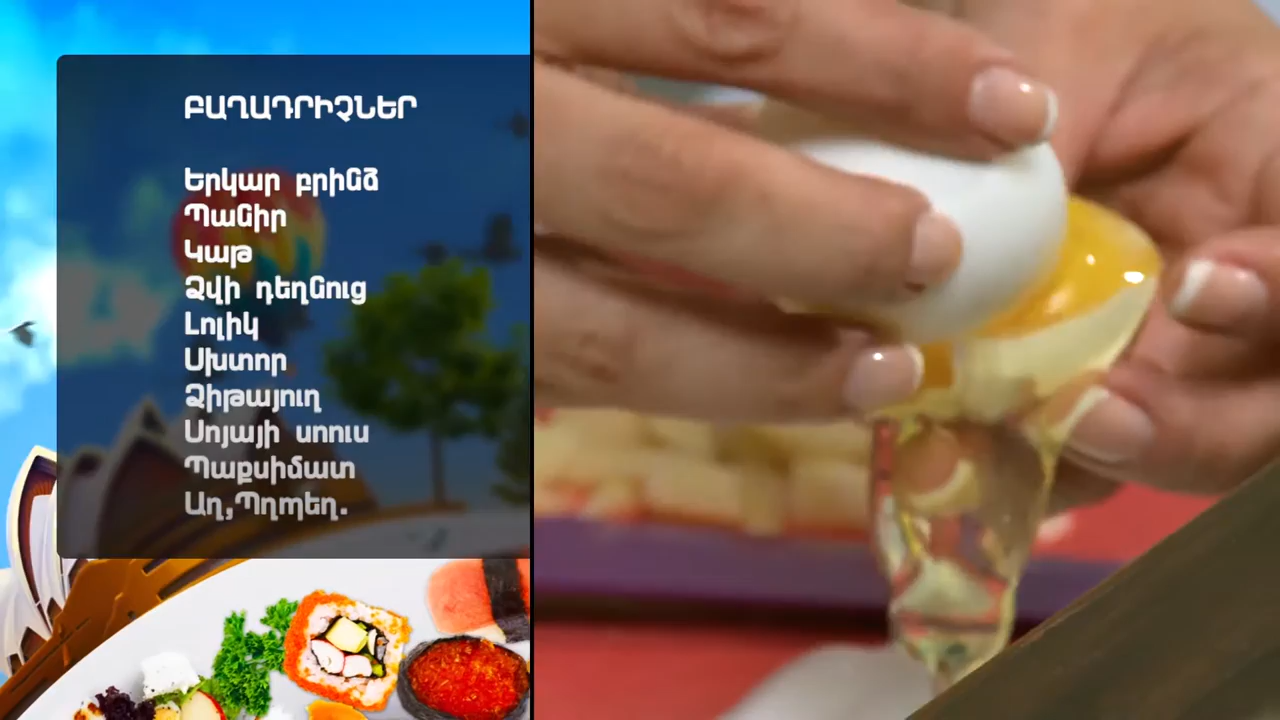 ԲԱՂԱԴՐԻՉՆԵՐ
Երկար բրինձ
Պանիր
Կաթ
Ձվի դեղնուց
Լոլիկ
Սխտոր
Ձիթայուղ
Սոյայի սոուս
Պաքսիմատ
Աղ,Պղպեղ.